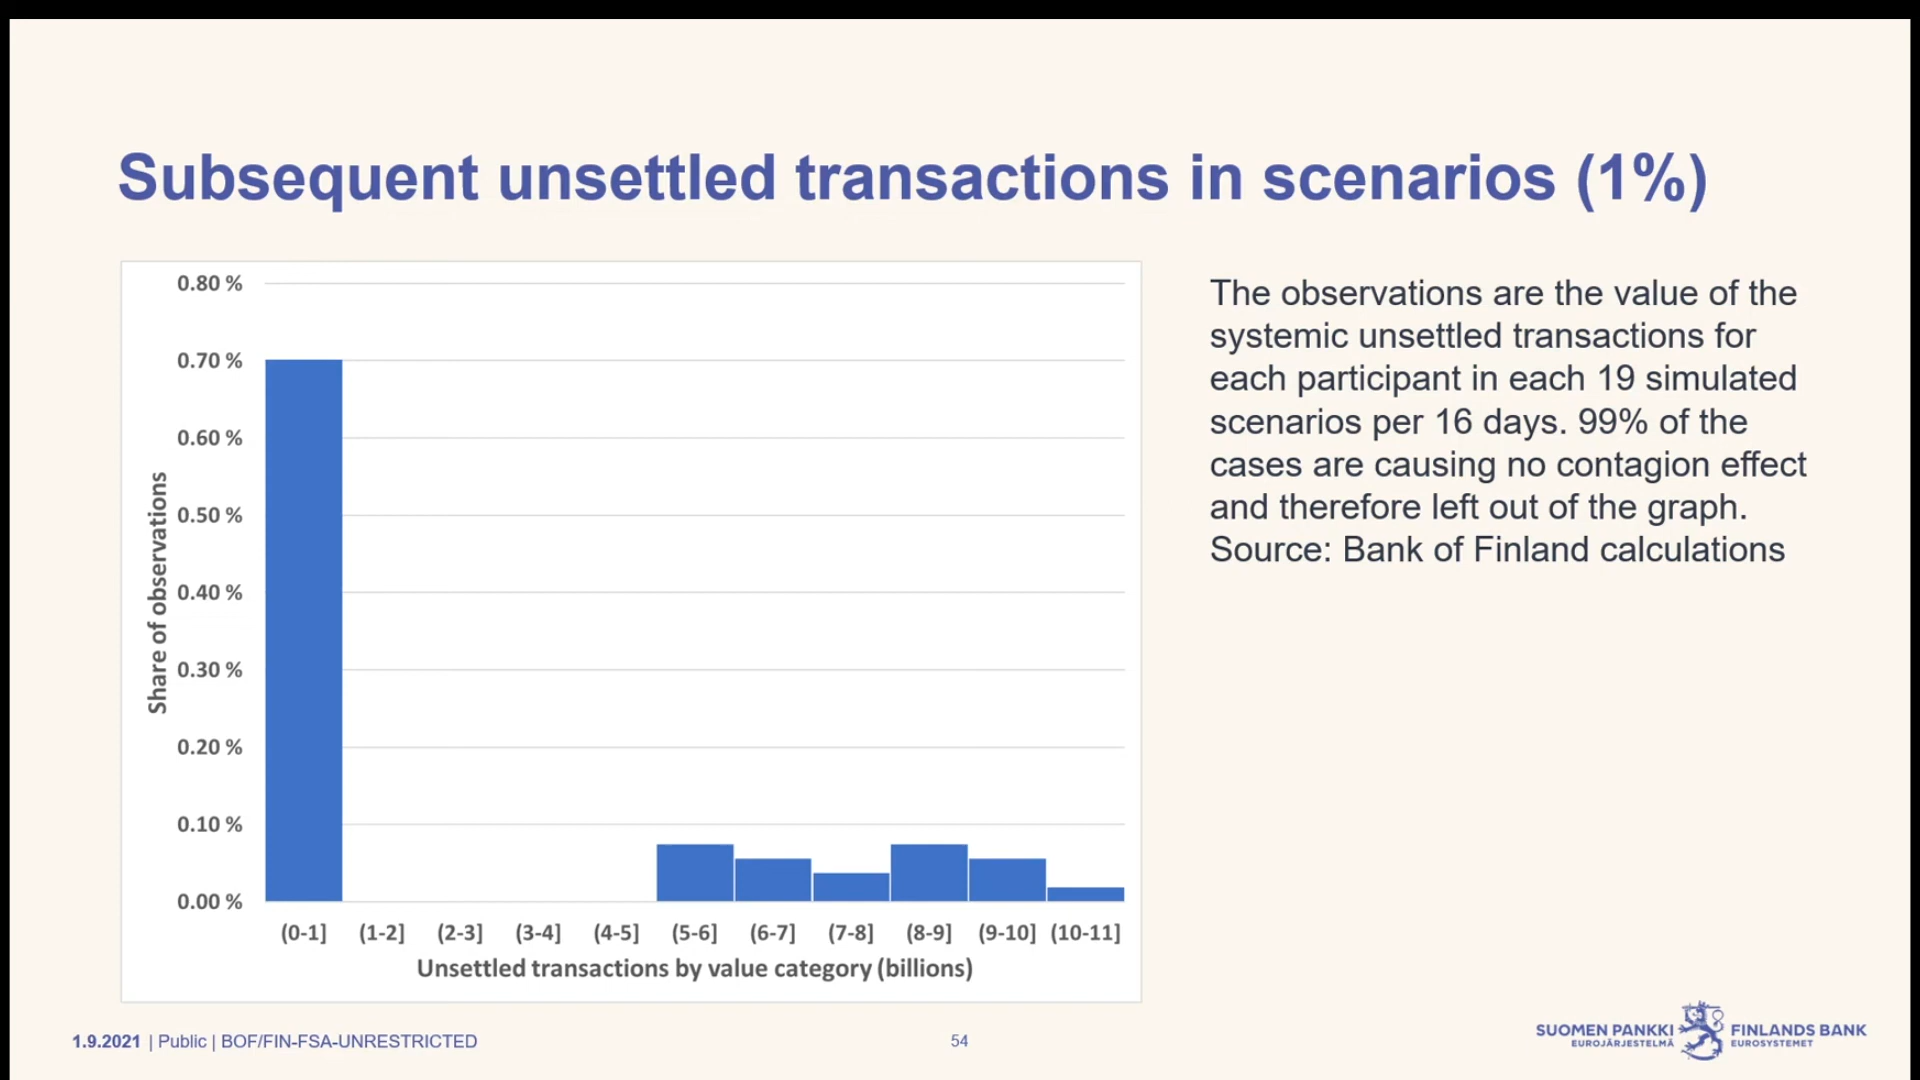 Subsequent unsettled transactions in scenarios (1%)
0.80 %
0.70 %
0.60 %
0.50 %
0.40 %
0.30 %
0.20 %
0.10 %
0.00 %
Share of observations
(0-1] (1-2] (2-3] (3-4] (4-5] (5-6] (6-7] (7-8] (8-9] (9-10] (10-11]
Unsettled transactions by value category (billions)
The observations are the value of the
systemic unsettled transactions for
each participant in each 19 simulated
scenarios per 16 days. 99% of the
cases are causing no contagion effect
and therefore left out of the graph.
Source: Bank of Finland calculations
1.9.2021 | Public | BOF/FIN-FSA-UNRESTRICTED
54
SUOMEN PANKKI
EUROJÄRJESTELMÄ
FINLANDS BANK
EUROSYSTEMET